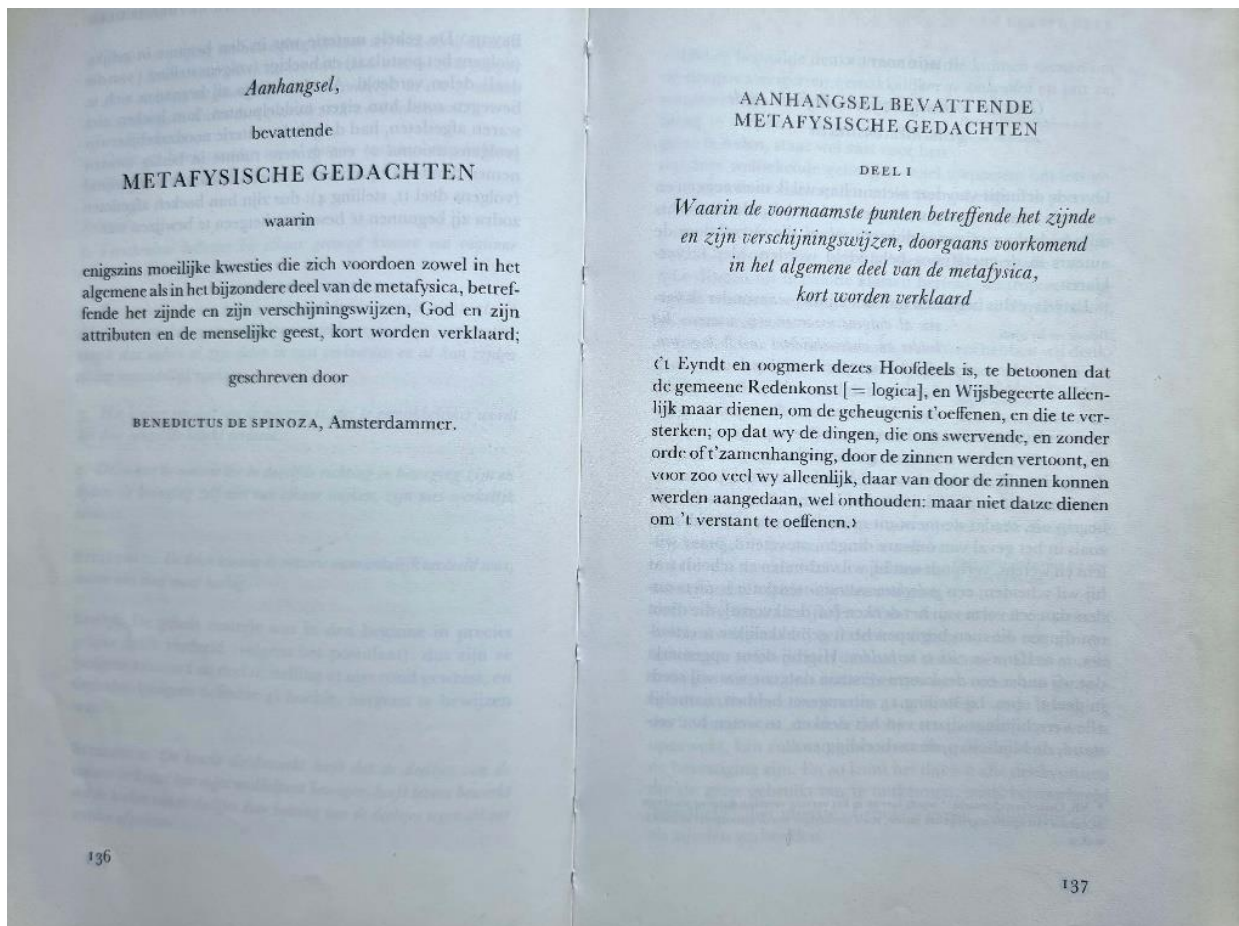 Aanhangsel,
bevattende
METAFYSISCHE GEDACHTEN
waarin
enigszins moeilijke kwesties die zich voordoen zowel in het
algemene als in het bijzondere deel van de metafysica, betref-
fende het zijnde en zijn verschijningswijzen, God en zijn
attributen en de menselijke geest, kort worden verklaard;
geschreven door
BENEDICTUS DE SPINOZA, Amsterdammer.
136
AANHANGSEL BEVATTENDE
METAFYSISCHE GEDACHTEN
DEEL I
Waarin de voornaamste punten betreffende het zijnde
en zijn verschijningswijzen, doorgaans voorkomend
in het algemene deel van de metafysica,
kort worden verklaard
⟨'t Eyndt en oogmerk dezes Hoofdeels is, te betoonen dat
de gemeene Redenkonst [= logica], en Wijsbegeerte alleen-
lijk maar dienen, om de geheugenis t'oeffenen, en die te ver-
sterken; op dat wy de dingen, die ons swervende, en zonder
orde of t'zamenhanging, door de zinnen werden vertoont, en
voor zoo veel wy alleenlijk, daar van door de zinnen konnen
werden aangedaan, wel onthouden: maar niet datze dienen
om 't verstant te oeffenen.⟩
137